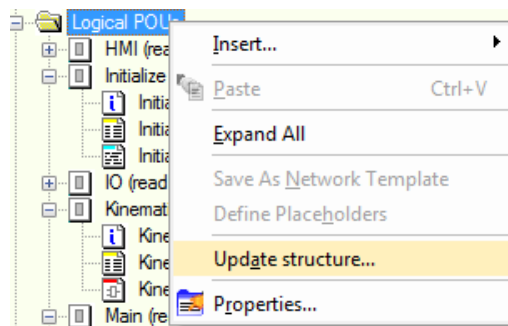 Logical POUs
HMI (rea
Insert...
Initialize
Paste Ctrl+V
Initia
Initia
Expand All
Initia
IO (read
Save As Network Template
Kinemat
Define Placeholders
Kine
Kine
Update structure...
Kine
Properties...
Main (re